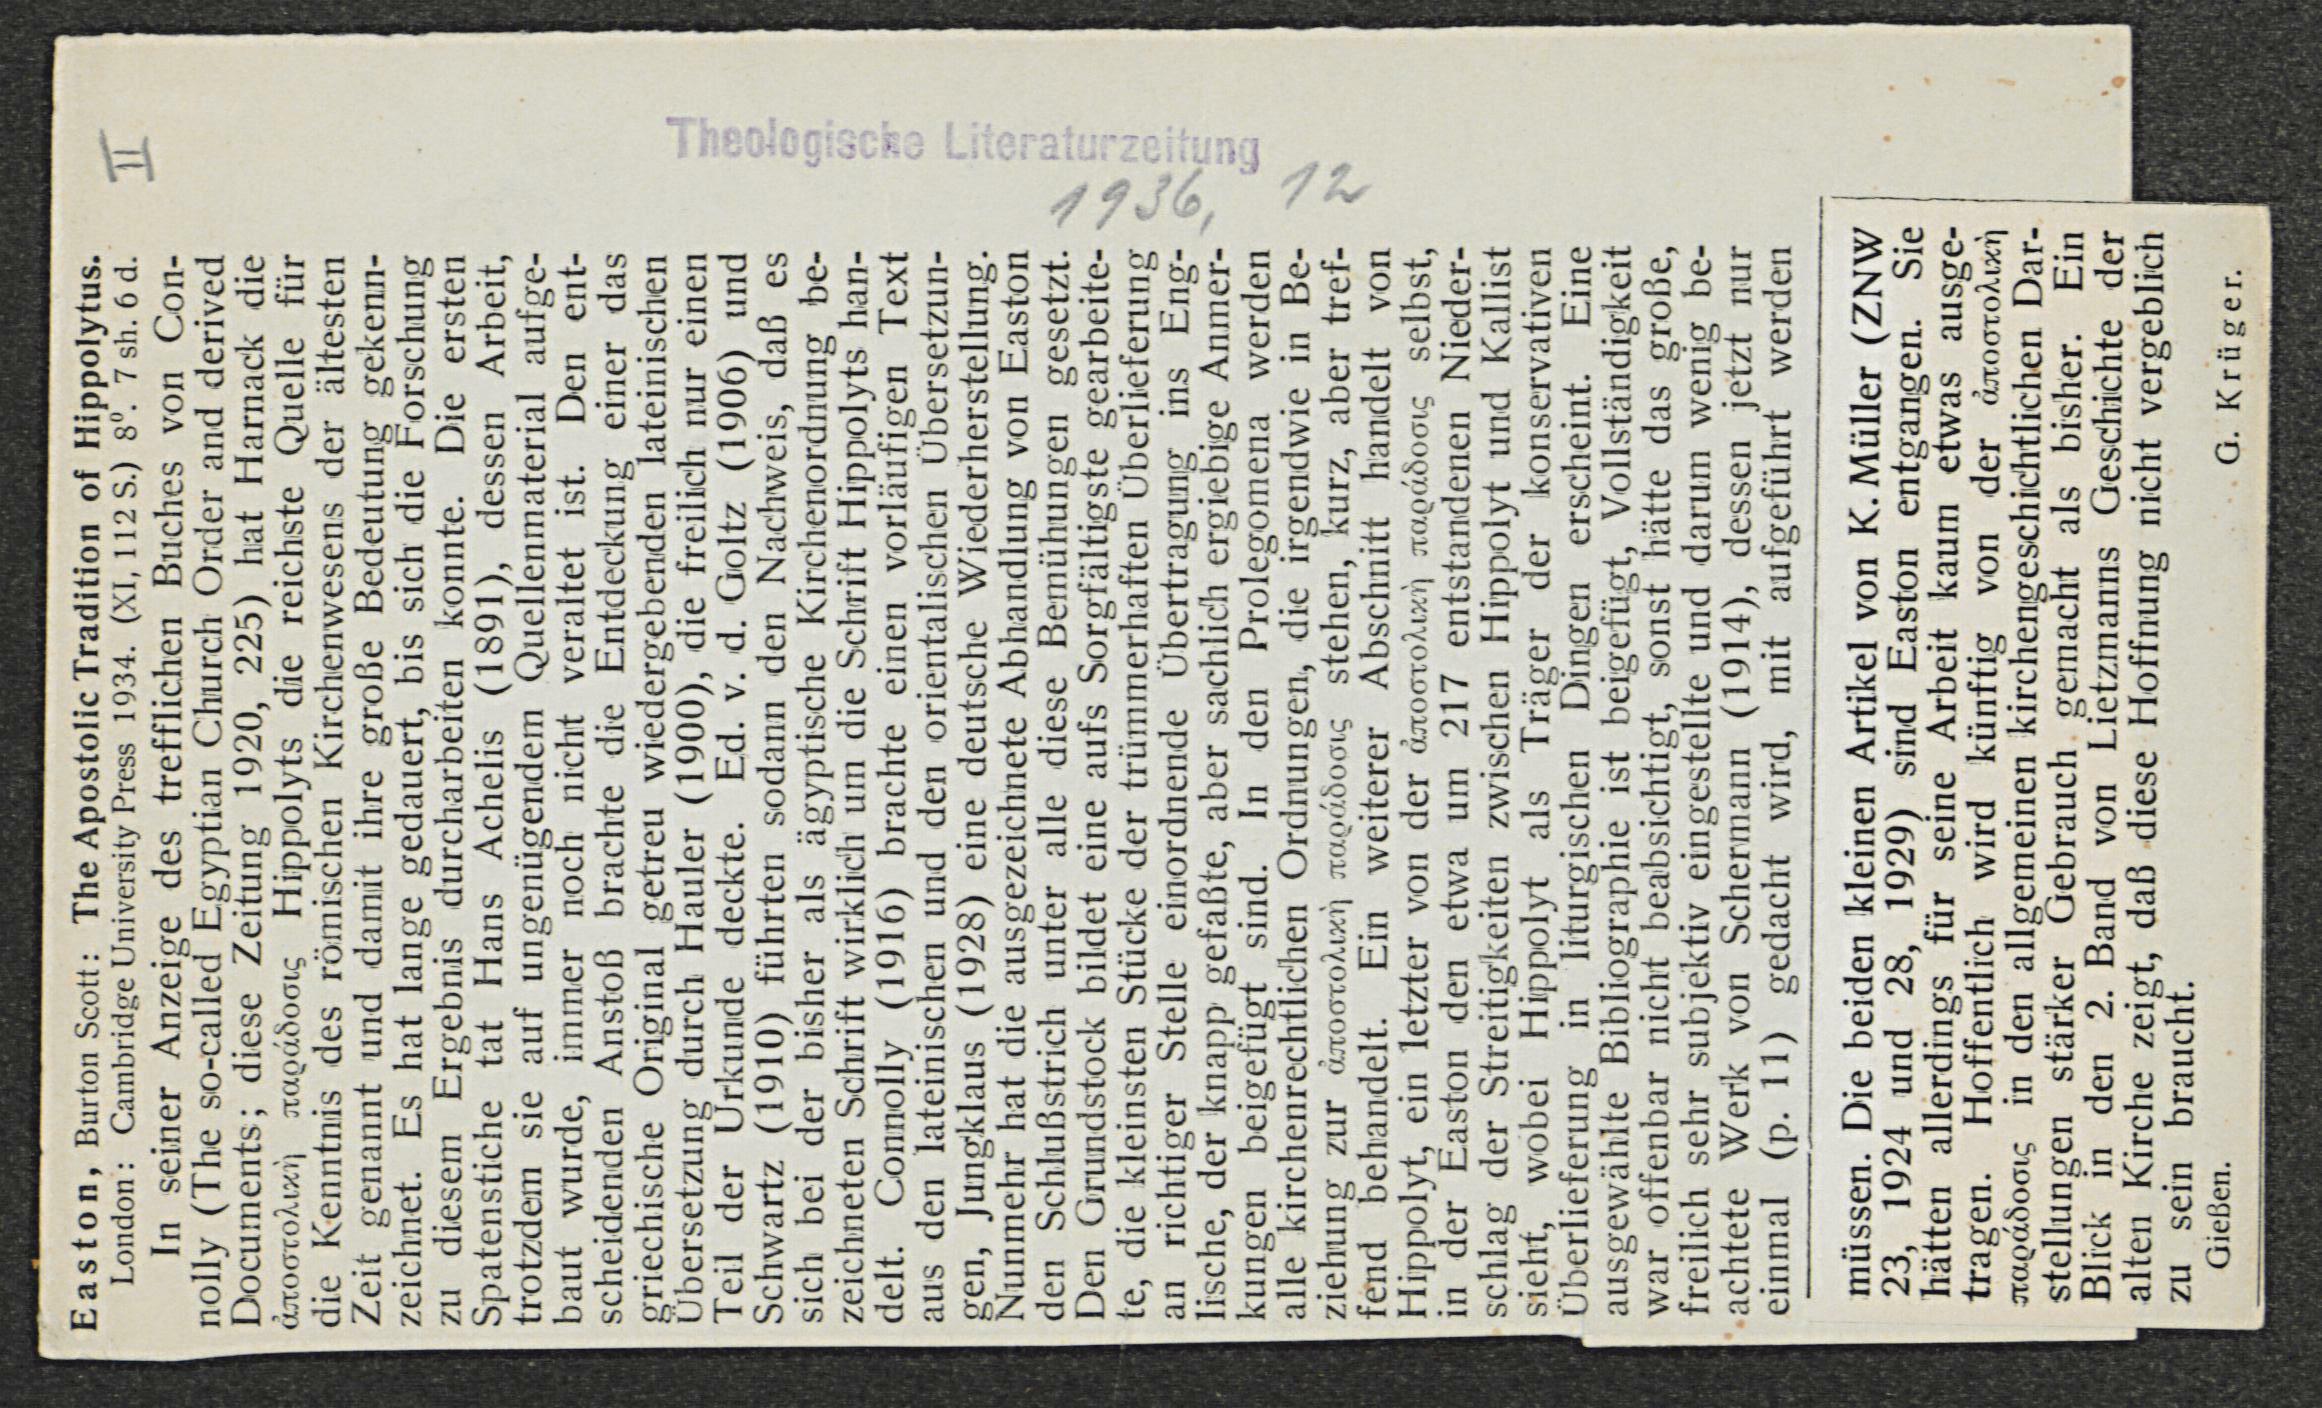 II
Theologische Literaturzeitung
1936, 12
Easton, Burton Scott: The Apostolic Tradition of Hippolytus.
London: Cambridge University Press 1934. (XI, 112 S.) 8⁰. 7 sh. 6 d.
In seiner Anzeige des trefflichen Buches von Con-
nolly (The so-called Egyptian Church Order and derived
Documents; diese Zeitung 1920, 225) hat Harnack die
ἀποστολικὴ παράδοσις Hippolyts die reichste Quelle für
die Kenntnis des römischen Kirchenwesens der ältesten
Zeit genannt und damit ihre große Bedeutung gekenn-
zeichnet. Es hat lange gedauert, bis sich die Forschung
zu diesem Ergebnis durcharbeiten konnte. Die ersten
Spatenstiche tat Hans Achelis (1891), dessen Arbeit,
trotzdem sie auf ungenügendem Quellenmaterial aufge-
baut wurde, immer noch nicht veraltet ist. Den ent-
scheidenden Anstoß brachte die Entdeckung einer das
griechische Original getreu wiedergebenden lateinischen
Übersetzung durch Hauler (1900), die freilich nur einen
Teil der Urkunde deckte. Ed. v. d. Goltz (1906) und
Schwartz (1910) führten sodann den Nachweis, daß es
sich bei der bisher als ägyptische Kirchenordnung be-
zeichneten Schrift wirklich um die Schrift Hippolyts han-
delt. Connolly (1916) brachte einen vorläufigen Text
aus den lateinischen und den orientalischen Übersetzun-
gen, Jungklaus (1928) eine deutsche Wiederherstellung.
Nunmehr hat die ausgezeichnete Abhandlung von Easton
den Schlußstrich unter alle diese Bemühungen gesetzt.
Den Grundstock bildet eine aufs Sorgfältigste gearbeite-
te, die kleinsten Stücke der trümmerhaften Überlieferung
an richtiger Stelle einordnende Übertragung ins Eng-
lische, der knapp gefaßte, aber sachlich ergiebige Anmer-
kungen beigefügt sind. In den Prolegomena werden
alle kirchenrechtlichen Ordnungen, die irgendwie in Be-
ziehung zur ἀποστολικὴ παράδοσις stehen, kurz, aber tref-
fend behandelt. Ein weiterer Abschnitt handelt von
Hippolyt, ein letzter von der ἀποστολικὴ παράδοσις selbst,
in der Easton den etwa um 217 entstandenen Nieder-
schlag der Streitigkeiten zwischen Hippolyt und Kallist
sieht, wobei Hippolyt als Träger der konservativen
Überlieferung in liturgischen Dingen erscheint. Eine
ausgewählte Bibliographie ist beigefügt, Vollständigkeit
war offenbar nicht beabsichtigt, sonst hätte das große,
freilich sehr subjektiv eingestellte und darum wenig be-
achtete Werk von Schermann (1914), dessen jetzt nur
einmal (p. 11) gedacht wird, mit aufgeführt werden
müssen. Die beiden kleinen Artikel von K. Müller (ZNW
23, 1924 und 28, 1929) sind Easton entgangen. Sie
hätten allerdings für seine Arbeit kaum etwas ausge-
tragen. Hoffentlich wird künftig von der ἀποστολικὴ
παράδοσις in den allgemeinen kirchengeschichtlichen Dar-
stellungen stärker Gebrauch gemacht als bisher. Ein
Blick in den 2. Band von Lietzmanns Geschichte der
alten Kirche zeigt, daß diese Hoffnung nicht vergeblich
zu sein braucht.
Gießen. G. Krüger.